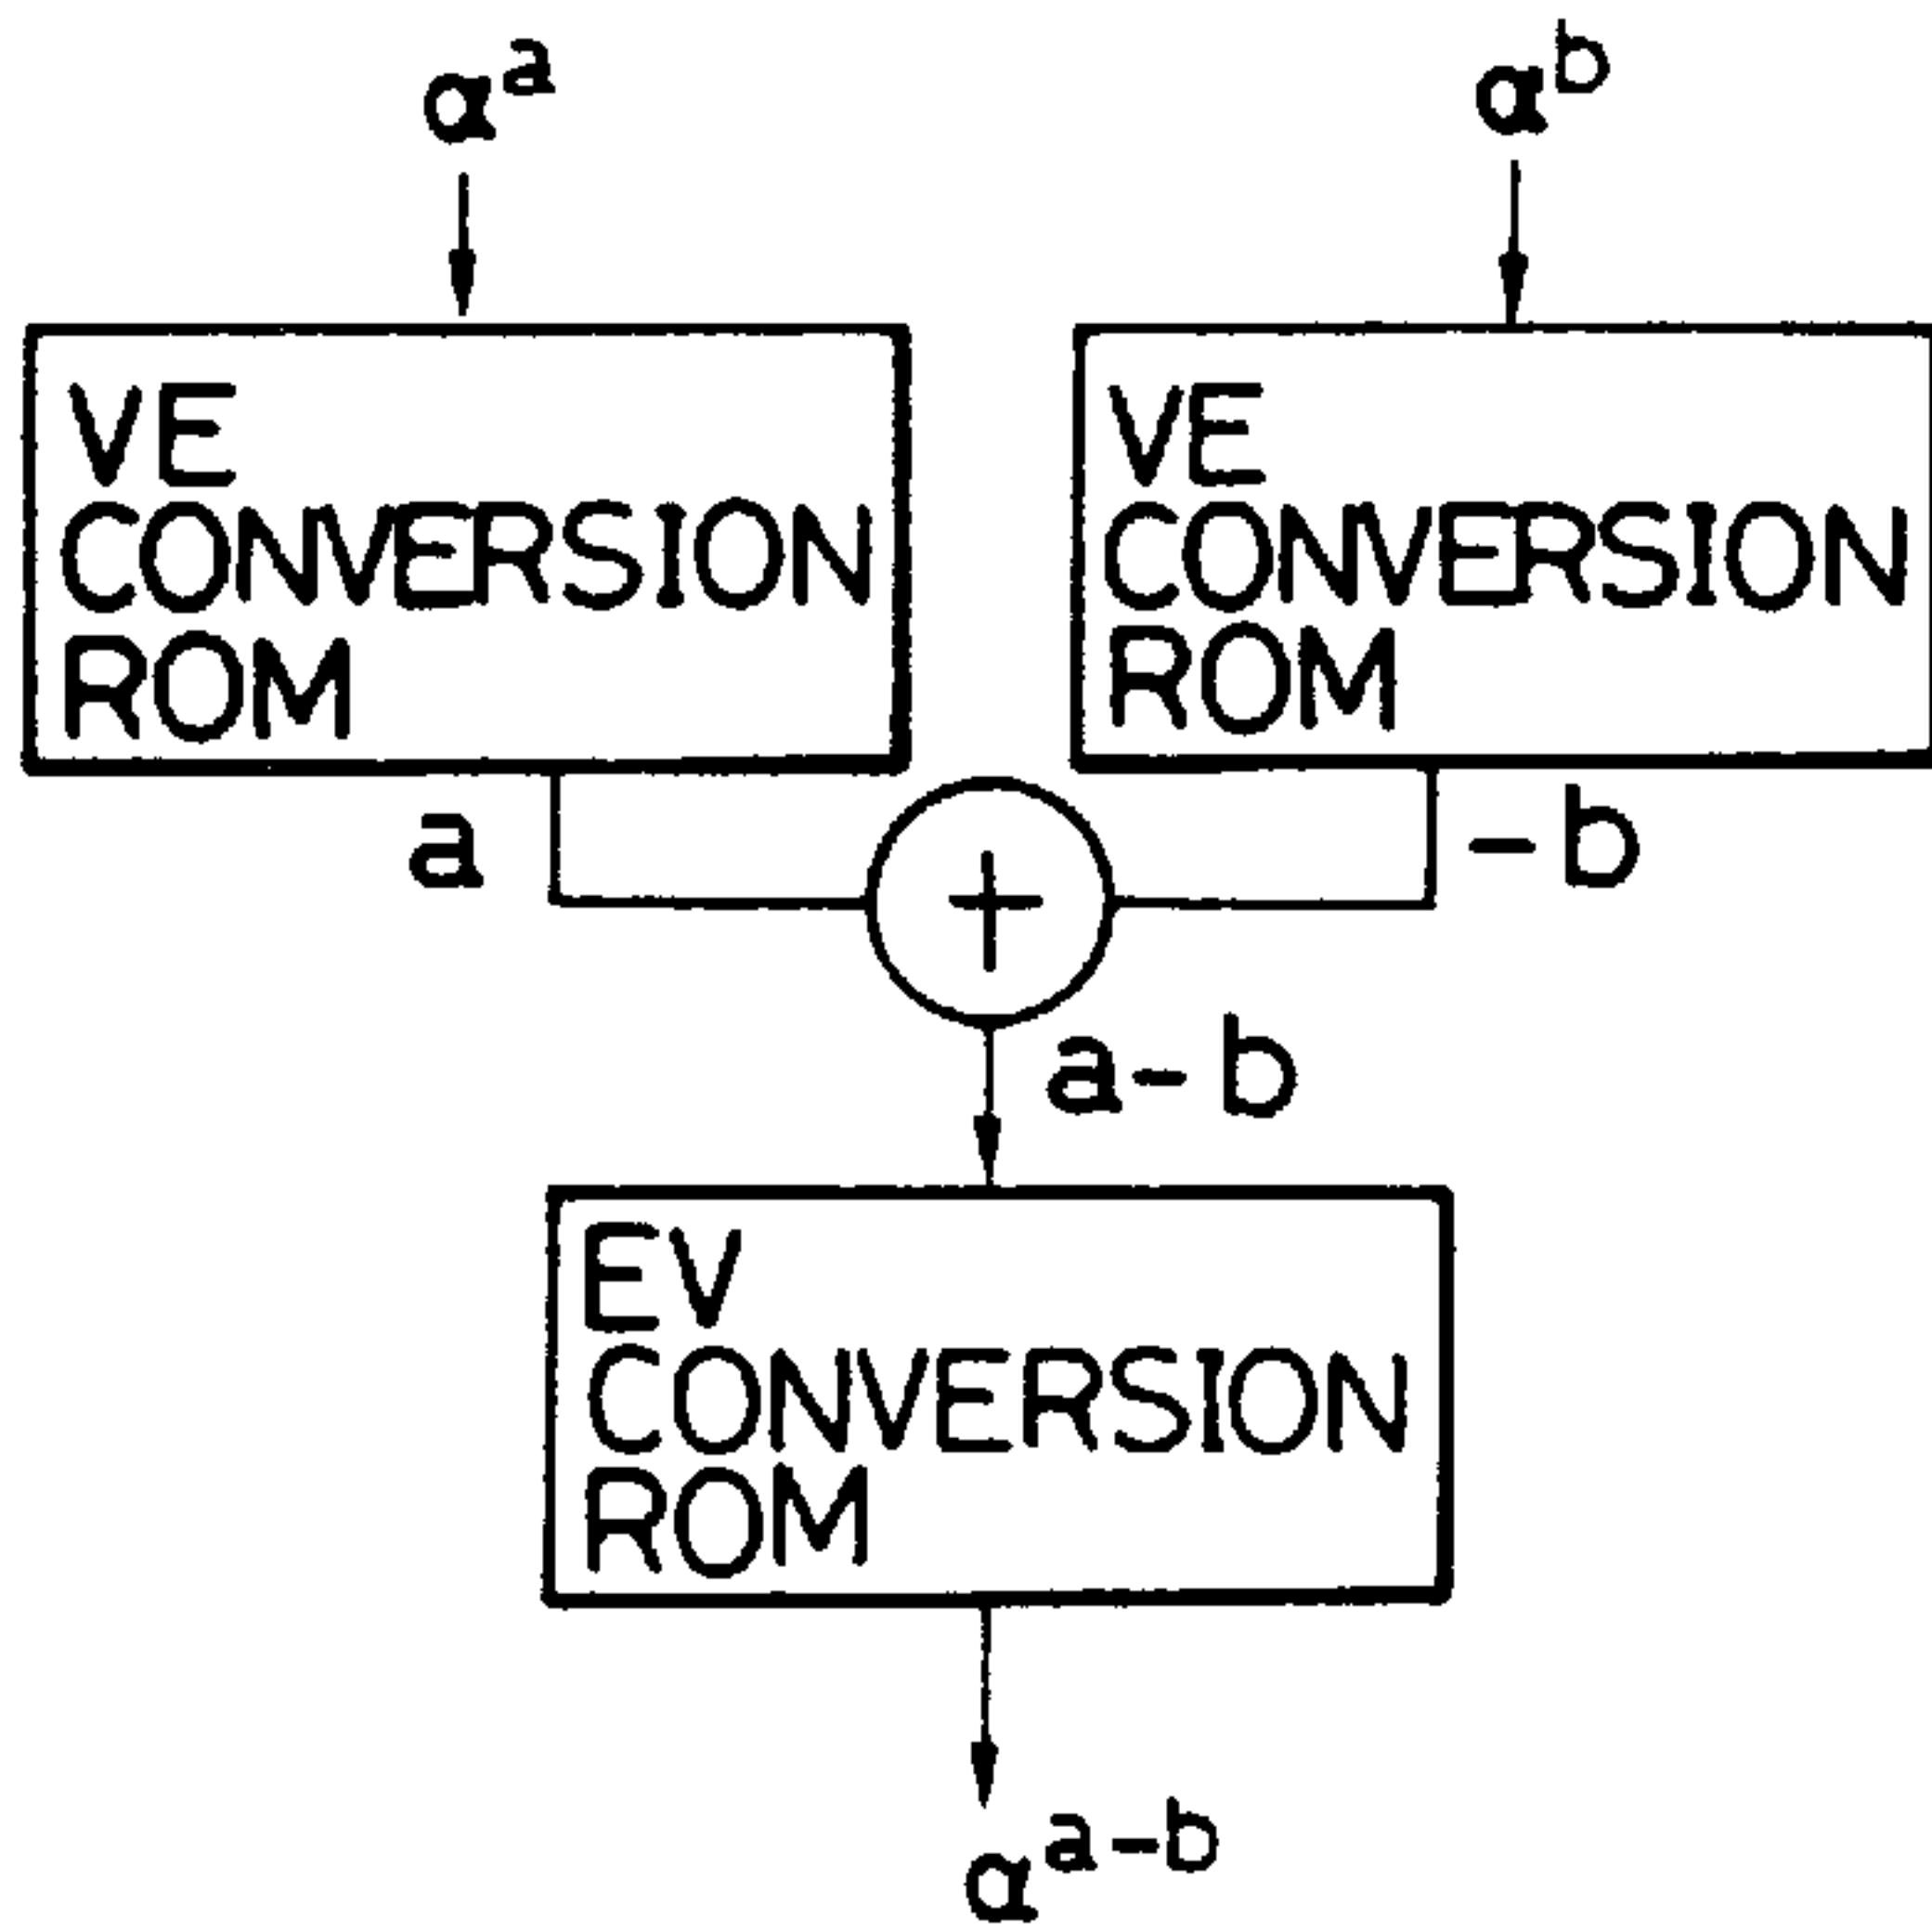 α^a
α^b
VE
CONVERSION
ROM
VE
CONVERSION
ROM
a
+
-b
a-b
EV
CONVERSION
ROM
α^a-b